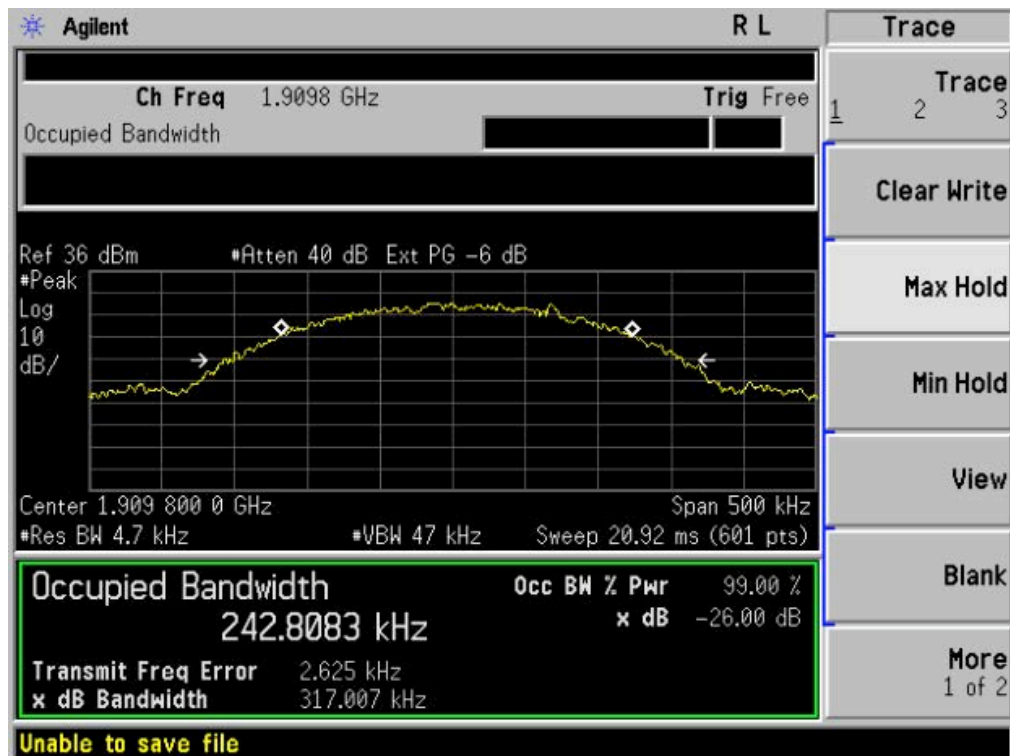 Agilent
R L
Trace
Ch Freq 1.9098 GHz
Trig Free
Occupied Bandwidth
Trace
1 2 3
Clear Write
Max Hold
Min Hold
View
Blank
More
1 of 2
Ref 36 dBm #Atten 40 dB Ext PG -6 dB
#Peak
Log
10
dB/
Center 1.909 800 0 GHz
Span 500 kHz
#Res BW 4.7 kHz
#VBW 47 kHz
Sweep 20.92 ms (601 pts)
Occupied Bandwidth
242.8083 kHz
Occ BW % Pwr 99.00 %
x dB -26.00 dB
Transmit Freq Error 2.625 kHz
x dB Bandwidth 317.007 kHz
Unable to save file